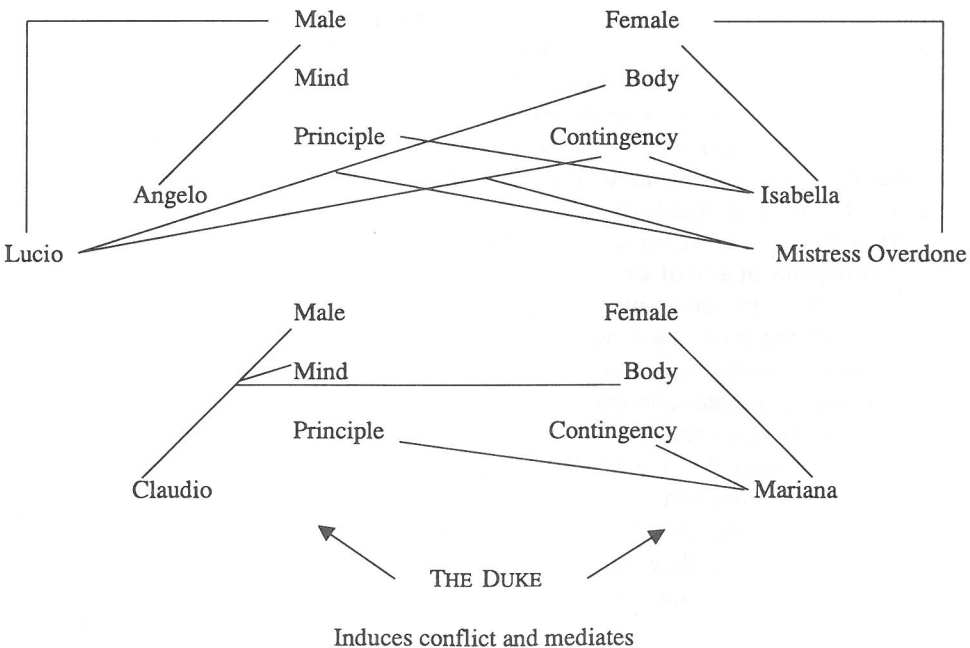 Male Female
Mind Body
Principle Contingency
Angelo Isabella
Lucio Mistress Overdone
Male Female
Mind Body
Principle Contingency
Claudio Mariana
THE DUKE
Induces conflict and mediates